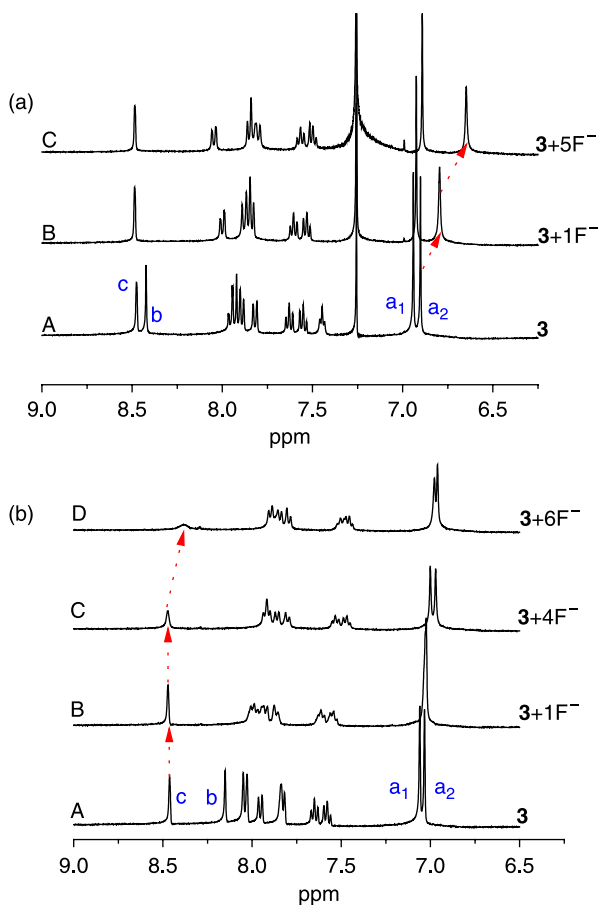 (a)
C
3+5F⁻
B
3+1F⁻
c
b
a₁
a₂
A
3
9.0 8.5 8.0 7.5 7.0 6.5
ppm
(b)
D
3+6F⁻
C
3+4F⁻
B
3+1F⁻
c
b
a₁
a₂
A
3
9.0 8.5 8.0 7.5 7.0 6.5
ppm